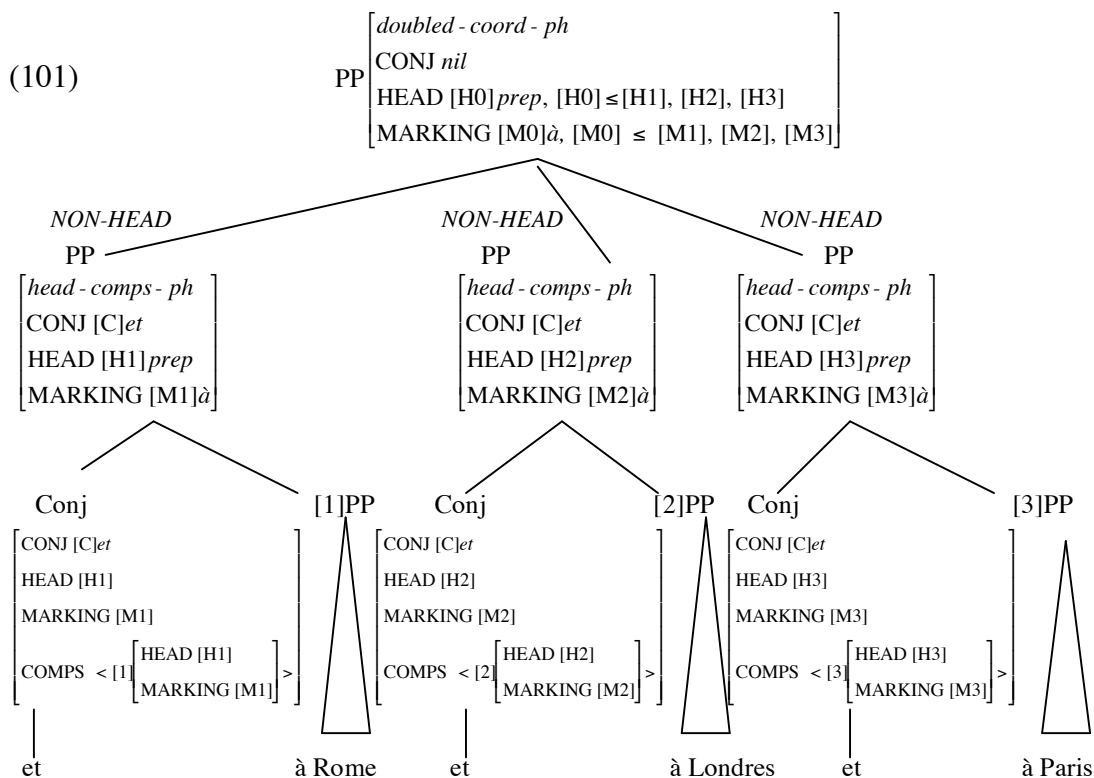 doubled - coord - ph
CONJ nil
(101) PP HEAD [H0] prep, [H0] ≤ [H1], [H2], [H3]
MARKING [M0]à, [M0] ≤ [M1], [M2], [M3]
NON-HEAD NON-HEAD NON-HEAD
PP PP PP
head - comps - ph head - comps - ph head - comps - ph
CONJ [C]et CONJ [C]et CONJ [C]et
HEAD [H1] prep HEAD [H2] prep HEAD [H3] prep
MARKING [M1]à MARKING [M2]à MARKING [M3]à
Conj [1]PP Conj [2]PP Conj [3]PP
CONJ [C]et CONJ [C]et CONJ [C]et
HEAD [H1] HEAD [H2] HEAD [H3]
MARKING [M1] MARKING [M2] MARKING [M3]
HEAD [H1] HEAD [H2] HEAD [H3]
COMPS < [1] > COMPS < [2] > COMPS < [3] >
MARKING [M1] MARKING [M2] MARKING [M3]
et à Rome et à Londres et à Paris